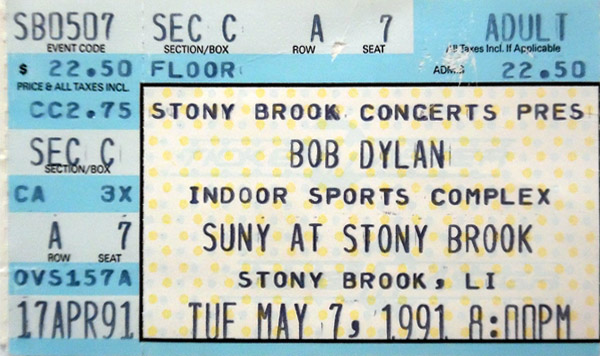 SB0507 SEC C A 7 ADULT
EVENT CODE SECTION/BOX ROW SEAT All Taxes Incl. If Applicable
$ 22.50 FLOOR ADMS 22.50
PRICE & ALL TAXES INCL.
CC2.75
SEC C
SECTION/BOX
CA 3X
A 7
ROW SEAT
OVS157A
17APR91
STONY BROOK CONCERTS PRES
BOB DYLAN
INDOOR SPORTS COMPLEX
SUNY AT STONY BROOK
STONY BROOK, LI
TUE MAY 7, 1991 8:00PM